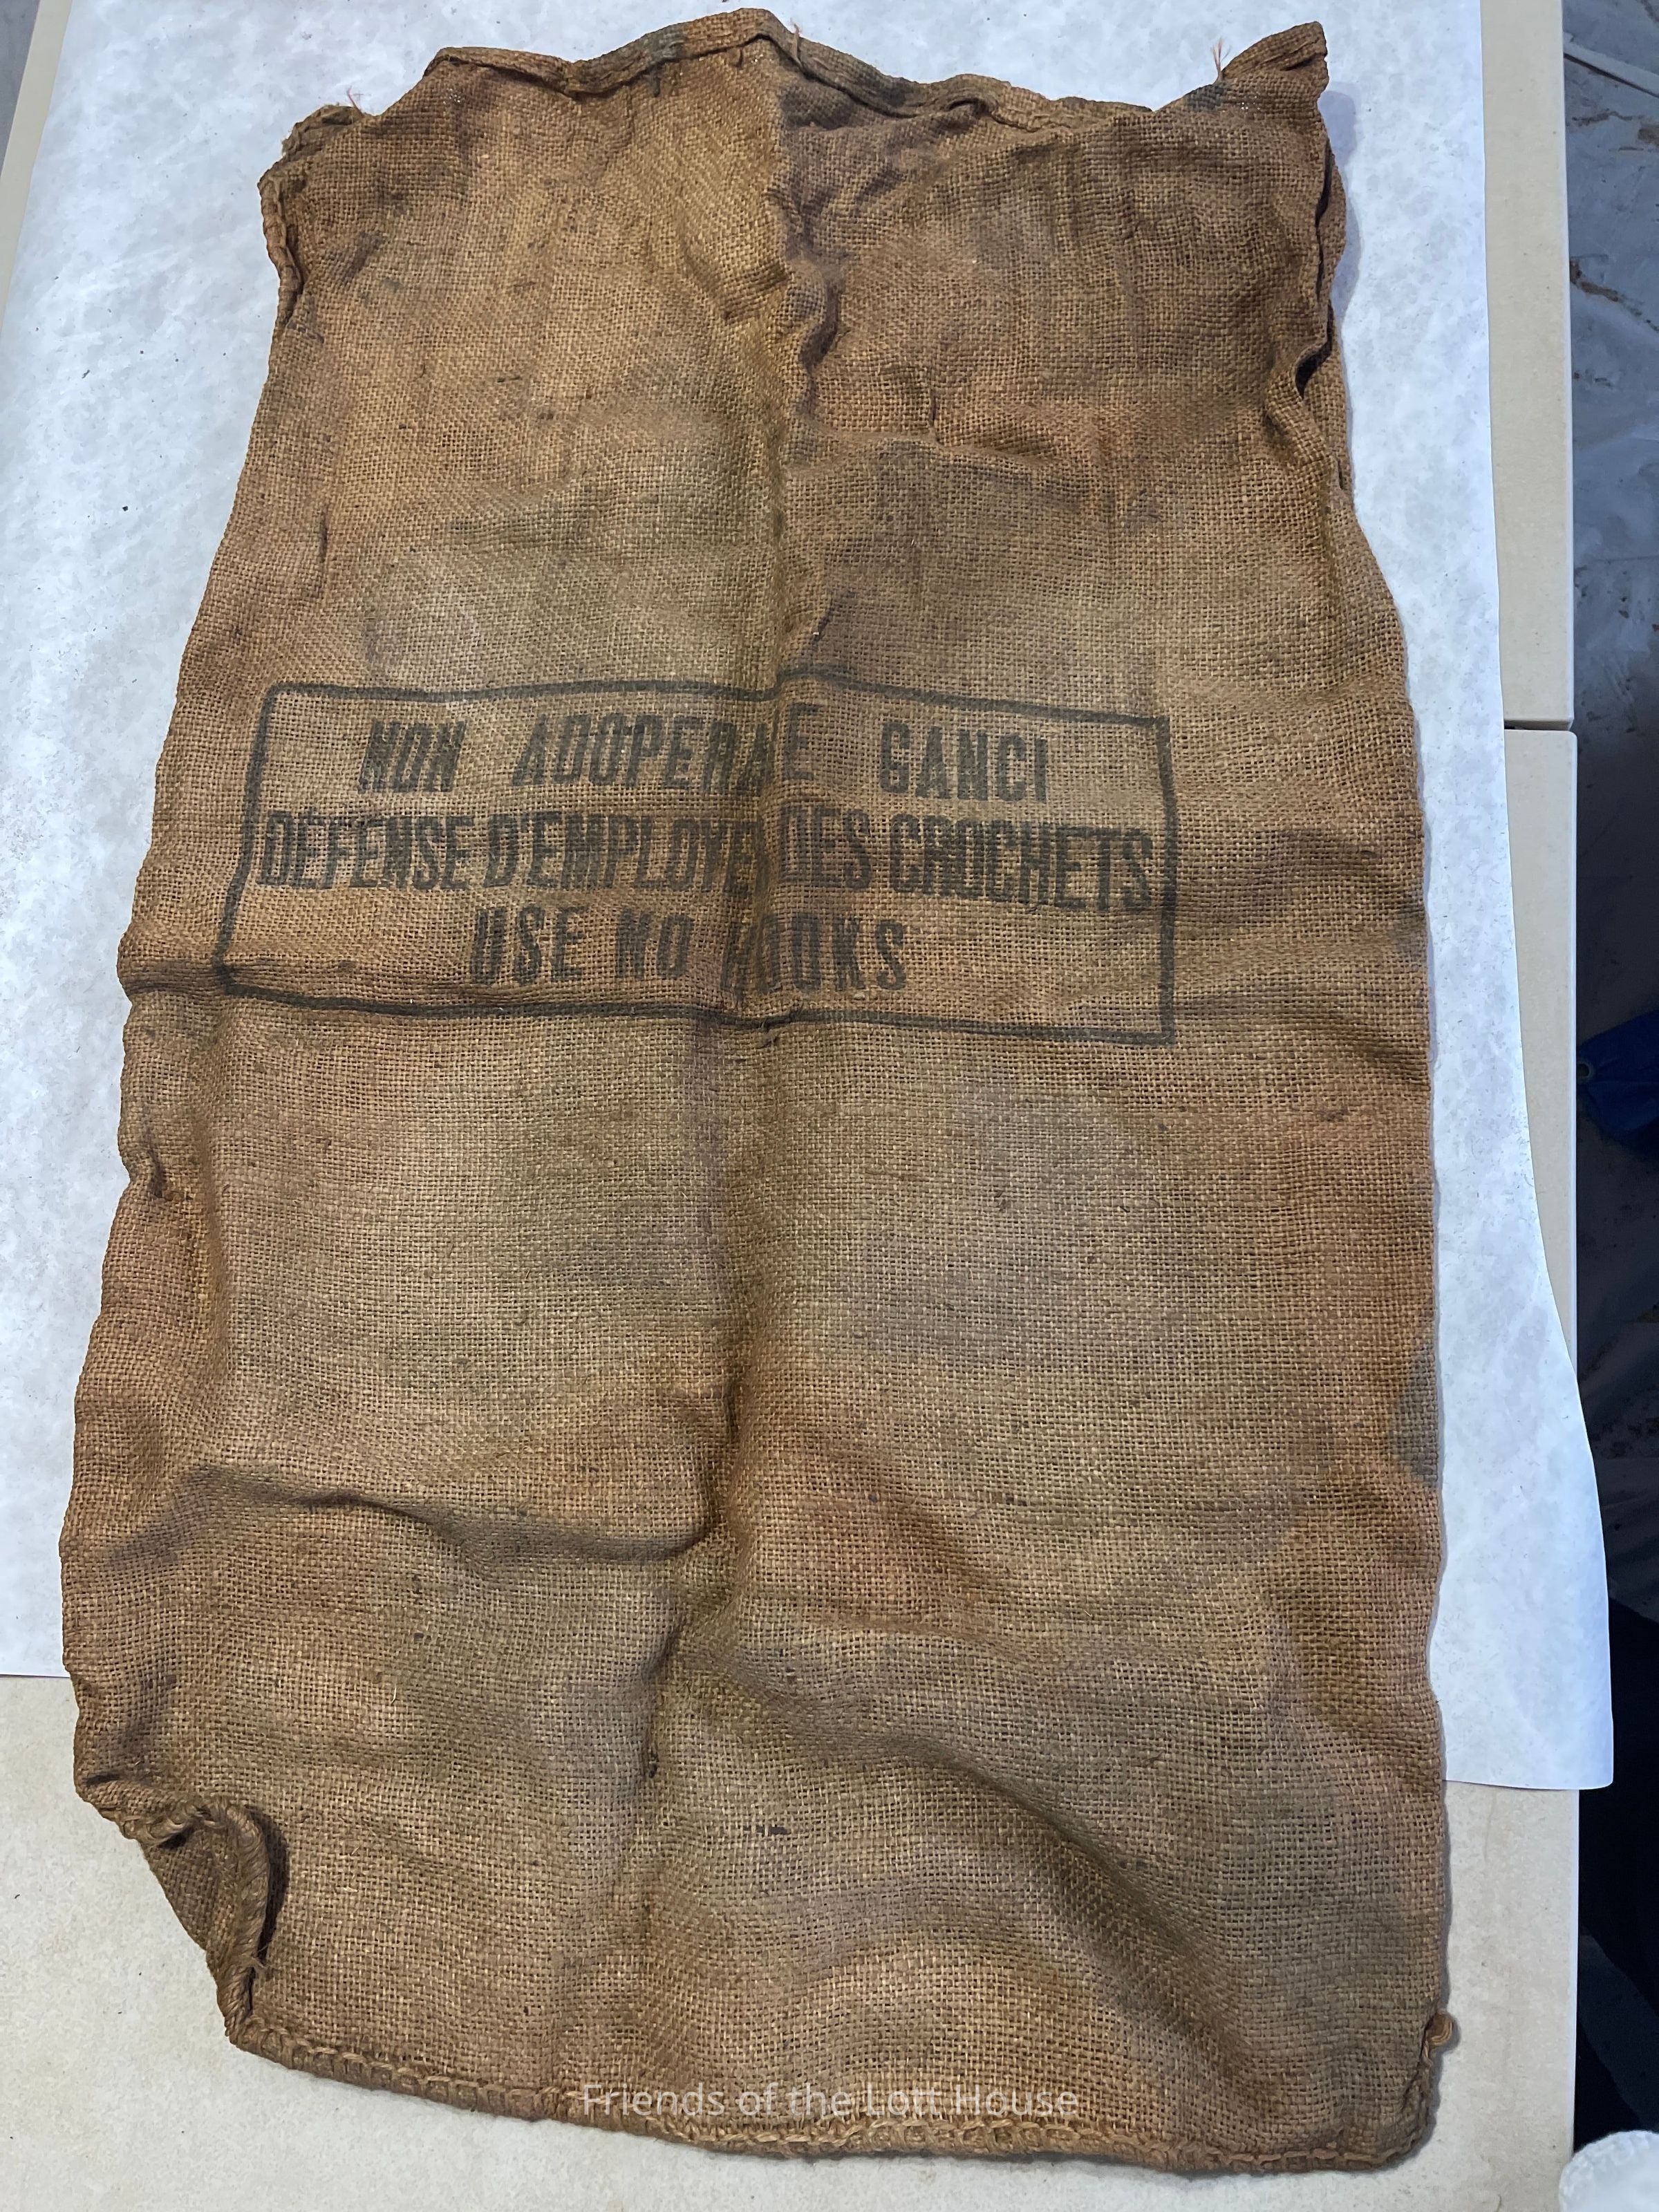 NON ADOPERARE GANCI
DÉFENSE D'EMPLOYER DES CROCHETS
USE NO HOOKS
Friends of the Lott House